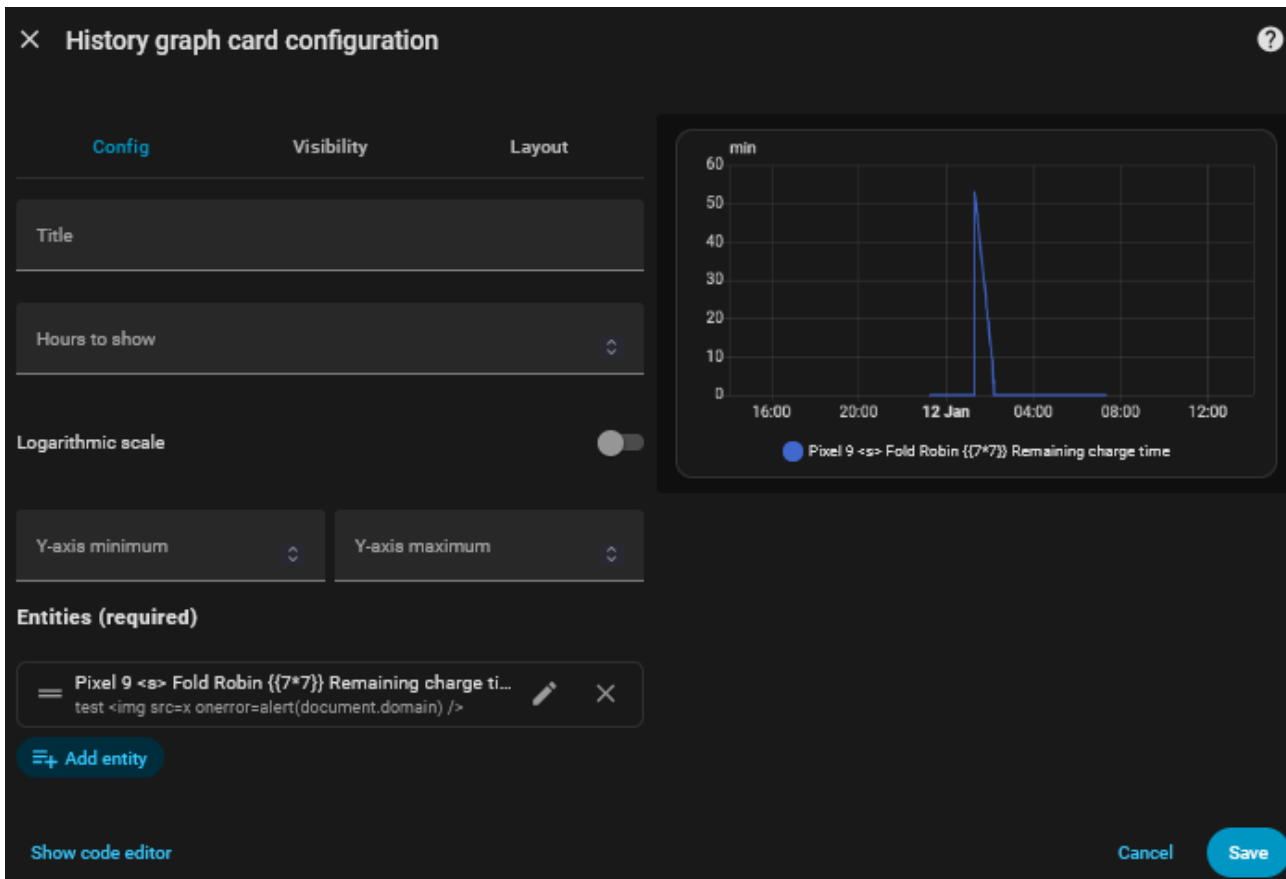 History graph card configuration
Config Visibility Layout
Title
Hours to show
Logarithmic scale
Y-axis minimum Y-axis maximum
Entities (required)
Pixel 9 <s> Fold Robin {{7*7}} Remaining charge ti...
test <img src=x onerror=alert(document.domain) />
Add entity
Show code editor
min
60
50
40
30
20
10
0
16:00 20:00 12 Jan 04:00 08:00 12:00
Pixel 9 <s> Fold Robin {{7*7}} Remaining charge time
Cancel Save